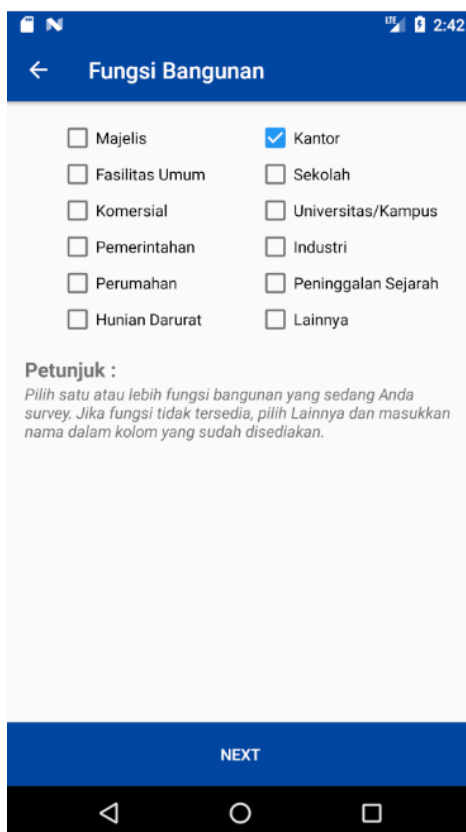 LTE 2:42
Fungsi Bangunan
Majelis Kantor
Fasilitas Umum Sekolah
Komersial Universitas/Kampus
Pemerintahan Industri
Perumahan Peninggalan Sejarah
Hunian Darurat Lainnya
Petunjuk :
Pilih satu atau lebih fungsi bangunan yang sedang Anda
survey. Jika fungsi tidak tersedia, pilih Lainnya dan masukkan
nama dalam kolom yang sudah disediakan.
NEXT